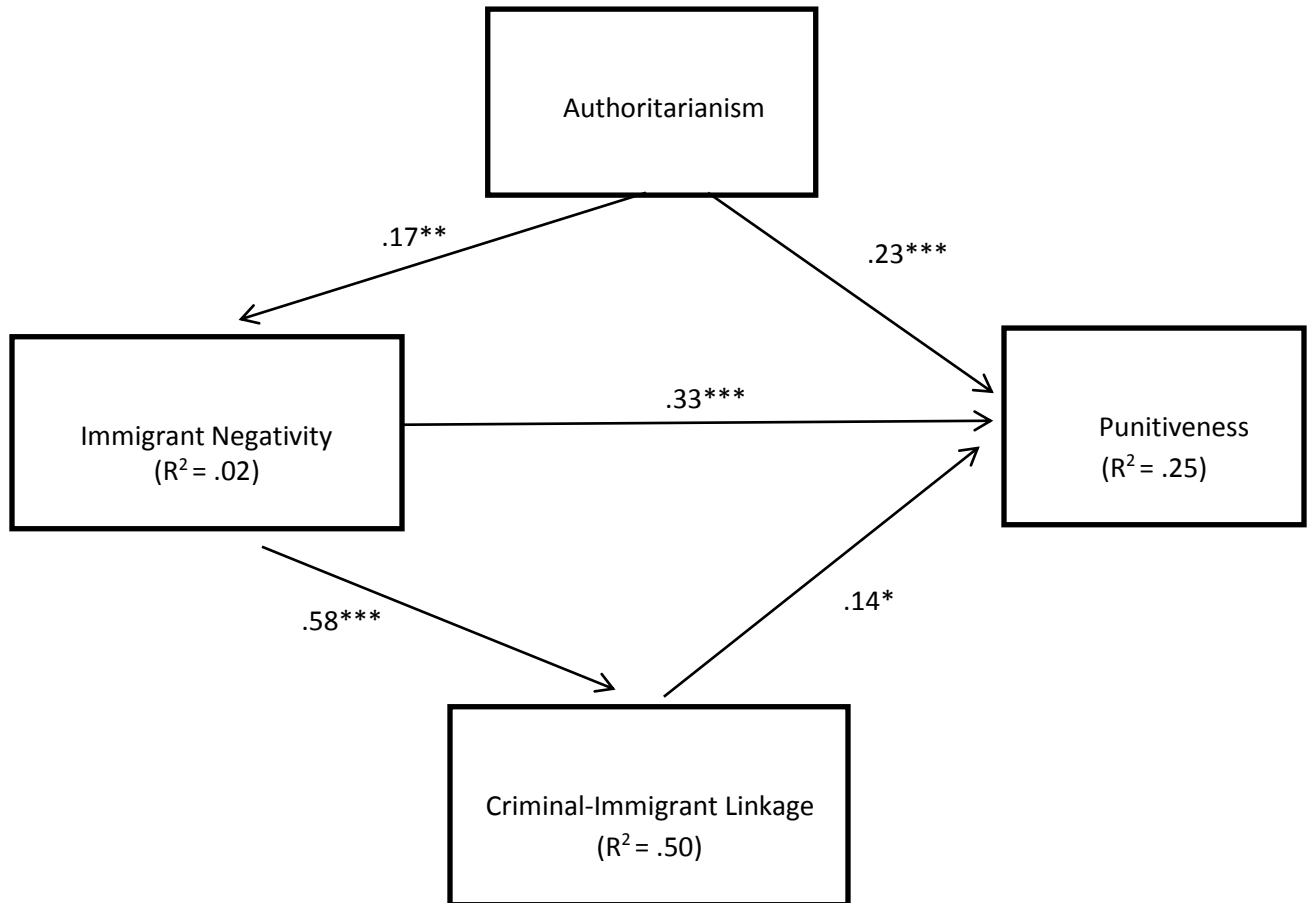 Authoritarianism
.17**
.23***
.33***
Immigrant Negativity
(R² = .02)
Punitiveness
(R² = .25)
.58***
.14*
Criminal-Immigrant Linkage
(R² = .50)